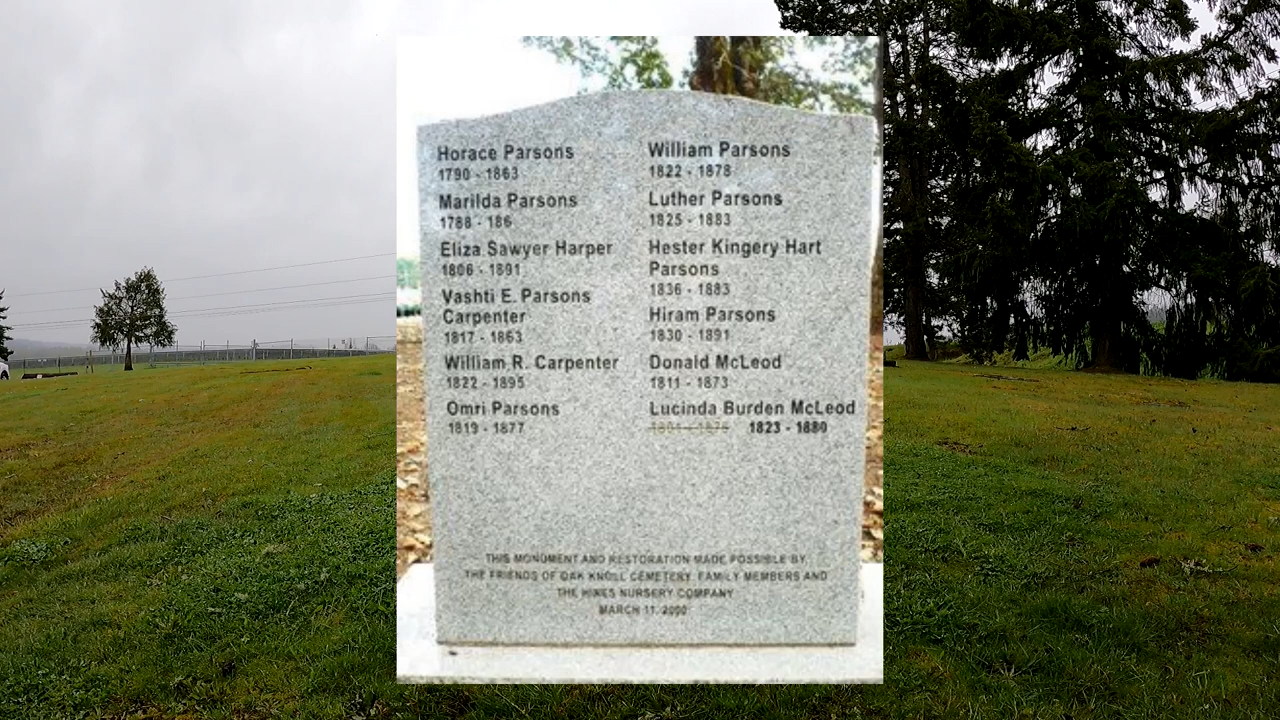 Horace Parsons
1790 - 1863
Marilda Parsons
1788 - 186
Eliza Sawyer Harper
1806 - 1891
Vashti E. Parsons
Carpenter
1817 - 1863
William R. Carpenter
1822 - 1895
Omri Parsons
1819 - 1877
William Parsons
1822 - 1878
Luther Parsons
1825 - 1883
Hester Kingery Hart
Parsons
1836 - 1883
Hiram Parsons
1830 - 1891
Donald McLeod
1811 - 1873
Lucinda Burden McLeod
1823 - 1880
THIS MONUMENT AND RESTORATION MADE POSSIBLE BY
THE FRIENDS OF OAK KNOLL CEMETERY, FAMILY MEMBERS AND
THE HINES NURSERY COMPANY
MARCH 11, 2000